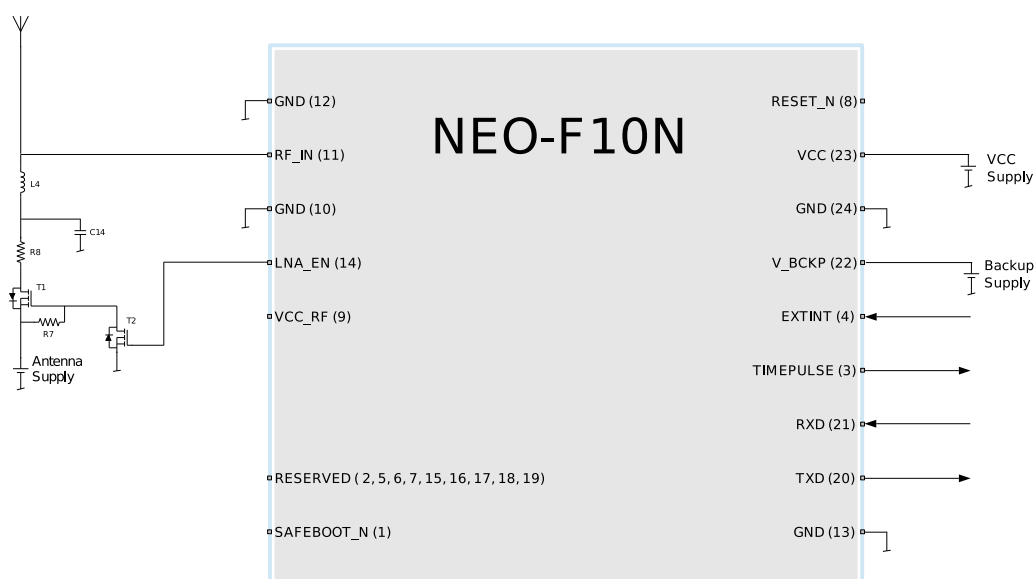 NEO-F10N
GND (12)
RF_IN (11)
GND (10)
LNA_EN (14)
VCC_RF (9)
RESERVED ( 2, 5, 6, 7, 15, 16, 17, 18, 19)
SAFEBOOT_N (1)
RESET_N (8)
VCC (23)
GND (24)
V_BCKP (22)
EXTINT (4)
TIMEPULSE (3)
RXD (21)
TXD (20)
GND (13)
VCC
Supply
Backup
Supply
L4
C14
R8
T1
R7
T2
Antenna
Supply